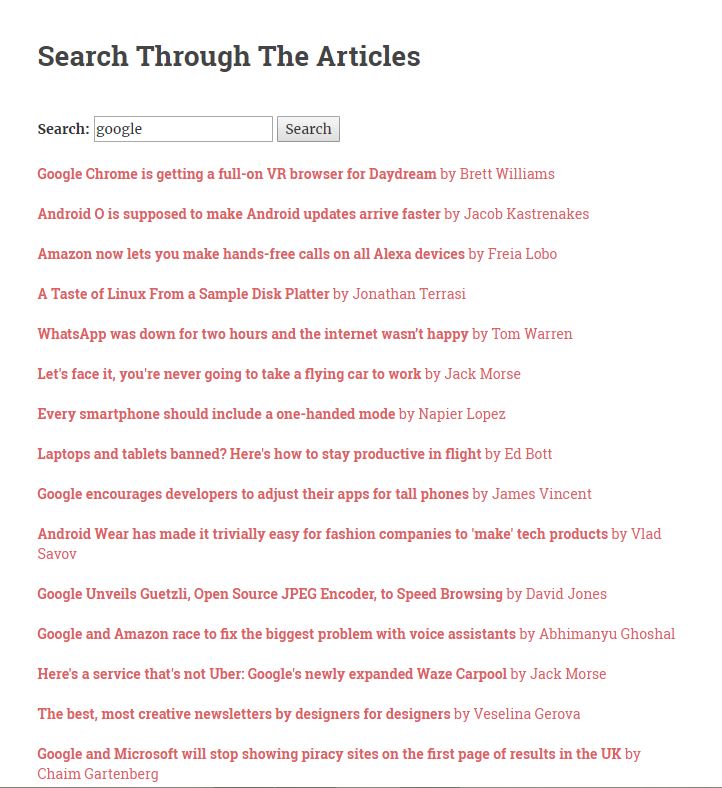 Search Through The Articles
Search: google Search
Google Chrome is getting a full-on VR browser for Daydream by Brett Williams
Android O is supposed to make Android updates arrive faster by Jacob Kastrenakes
Amazon now lets you make hands-free calls on all Alexa devices by Freia Lobo
A Taste of Linux From a Sample Disk Platter by Jonathan Terrasi
WhatsApp was down for two hours and the internet wasn't happy by Tom Warren
Let's face it, you're never going to take a flying car to work by Jack Morse
Every smartphone should include a one-handed mode by Napier Lopez
Laptops and tablets banned? Here's how to stay productive in flight by Ed Bott
Google encourages developers to adjust their apps for tall phones by James Vincent
Android Wear has made it trivially easy for fashion companies to 'make' tech products by Vlad
Savov
Google Unveils Guetzli, Open Source JPEG Encoder, to Speed Browsing by David Jones
Google and Amazon race to fix the biggest problem with voice assistants by Abhimanyu Ghoshal
Here's a service that's not Uber: Google's newly expanded Waze Carpool by Jack Morse
The best, most creative newsletters by designers for designers by Veselina Gerova
Google and Microsoft will stop showing piracy sites on the first page of results in the UK by
Chaim Gartenberg